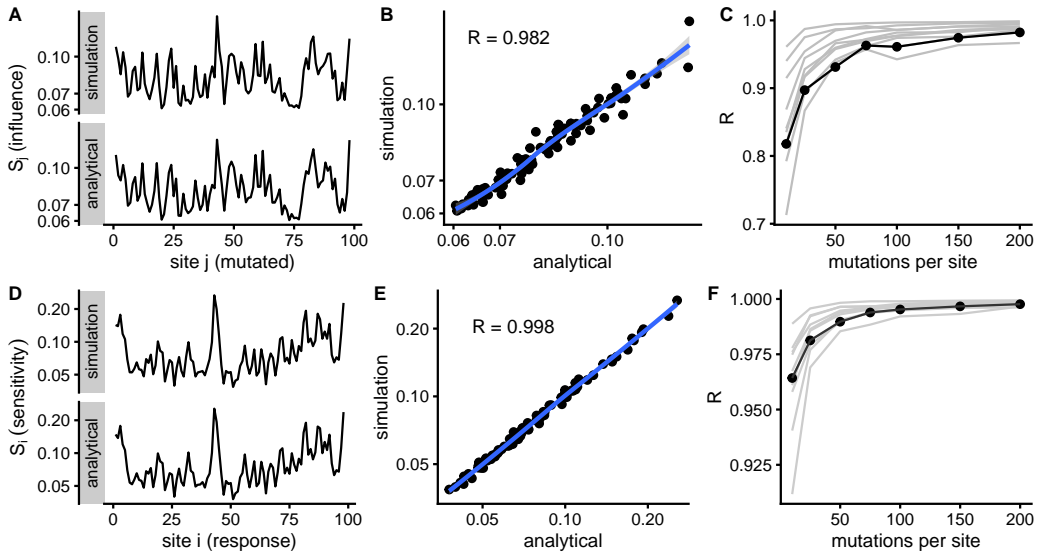 A
S_j (influence)
simulation
0.10
0.07
0.06
analytical
0.10
0.07
0.06
1 25 50 75 100
site j (mutated)
B
R = 0.982
simulation
0.10
0.07
0.06
0.06 0.07 0.10
analytical
C
R
1.0
0.9
0.8
0.7
50 100 150 200
mutations per site
D
S_i (sensitivity)
simulation
0.20
0.10
0.05
analytical
0.20
0.10
0.05
1 25 50 75 100
site i (response)
E
R = 0.998
simulation
0.20
0.10
0.05
0.05 0.10 0.20
analytical
F
R
1.000
0.975
0.950
0.925
50 100 150 200
mutations per site